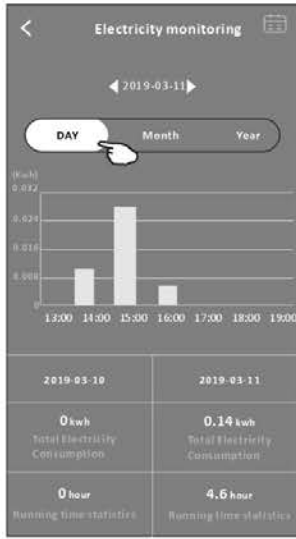 Electricity monitoring
2019-03-11
DAY Month Year
(Kwh)
0.032
0.024
0.016
0.008
0
13:00 14:00 15:00 16:00 17:00 18:00 19:00
2019-03-10 2019-03-11
0 kwh 0.14 kwh
Total Electricity Total Electricity
Consumption Consumption
0 hour 4.6 hour
Running time statistics Running time statistics